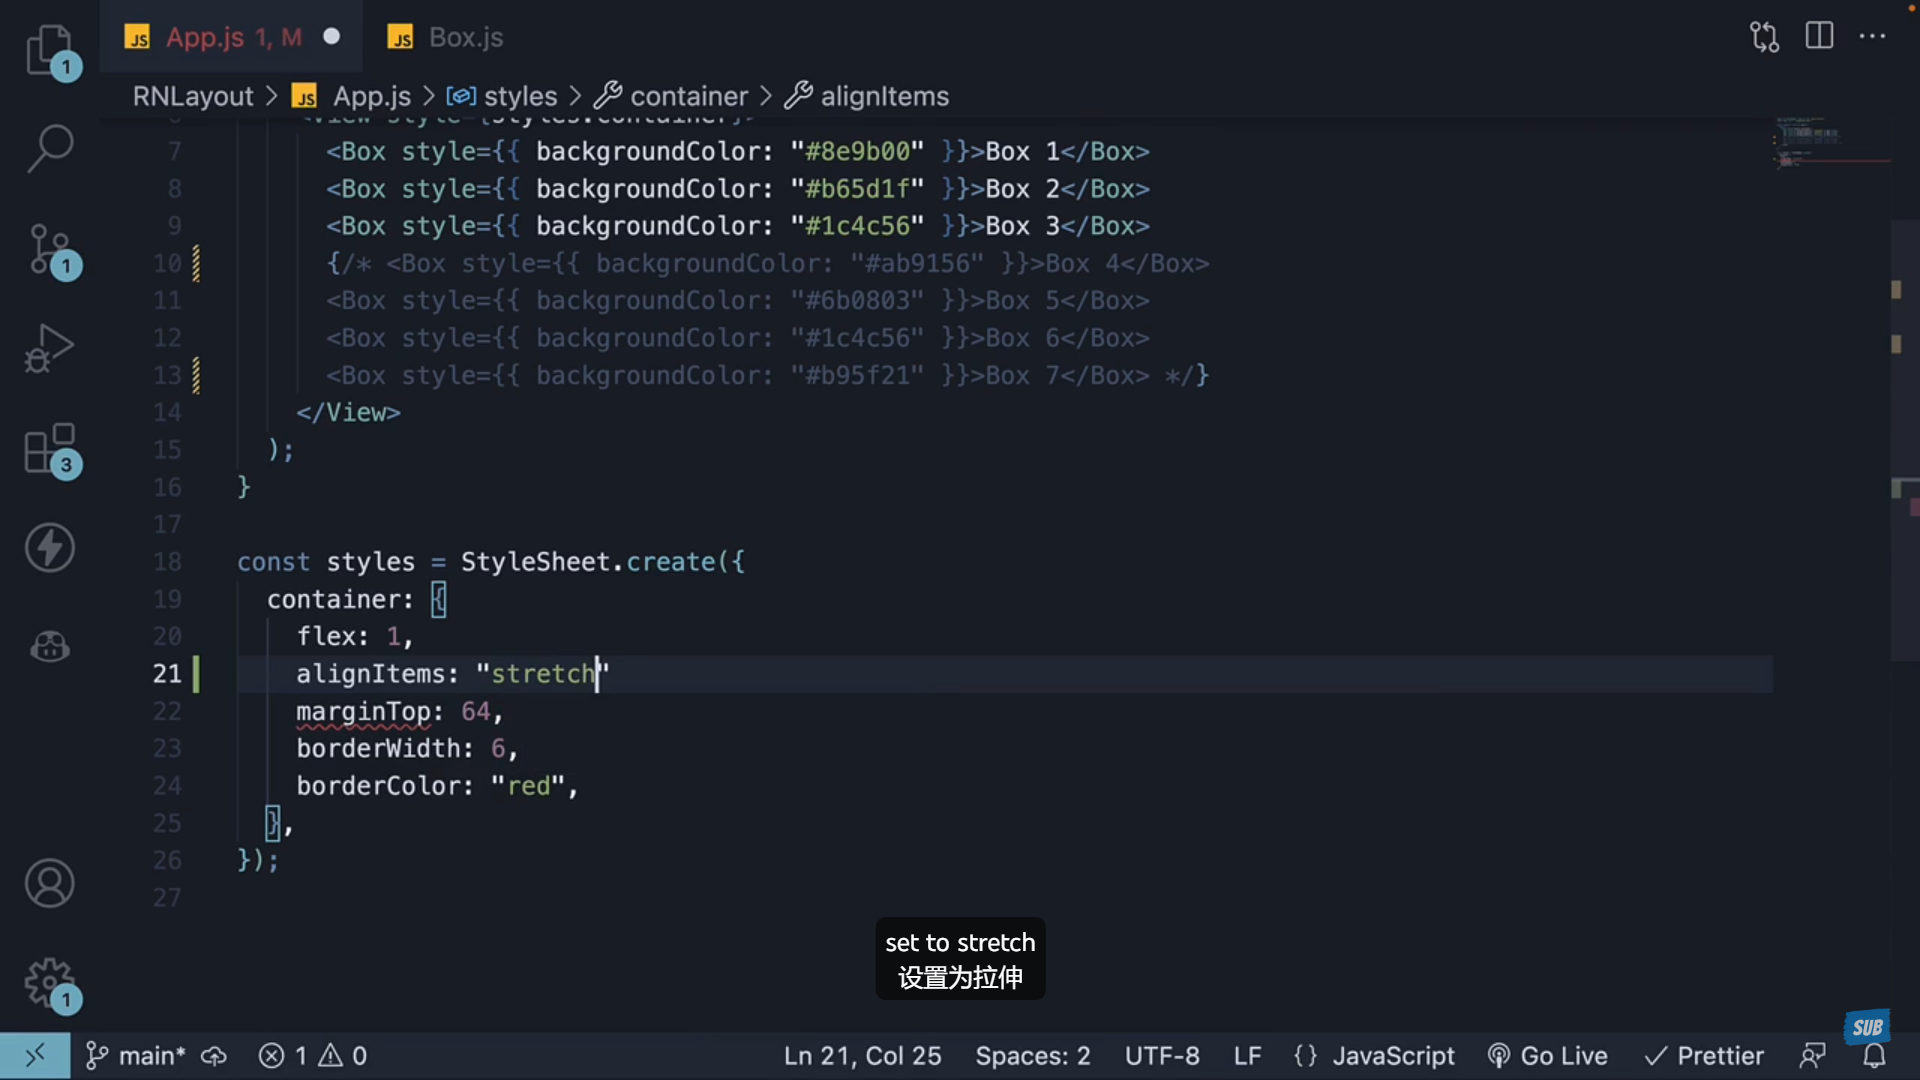 App.js 1, M
Box.js
RNLayout > App.js > styles > container > alignItems
<View style={styles.container}>
7 <Box style={{ backgroundColor: "#8e9b00" }}>Box 1</Box>
8 <Box style={{ backgroundColor: "#b65d1f" }}>Box 2</Box>
9 <Box style={{ backgroundColor: "#1c4c56" }}>Box 3</Box>
10 {/* <Box style={{ backgroundColor: "#ab9156" }}>Box 4</Box>
11 <Box style={{ backgroundColor: "#6b0803" }}>Box 5</Box>
12 <Box style={{ backgroundColor: "#1c4c56" }}>Box 6</Box>
13 <Box style={{ backgroundColor: "#b95f21" }}>Box 7</Box> */}
14 </View>
15 );
16 }
17
18 const styles = StyleSheet.create({
19 container: {
20 flex: 1,
21 alignItems: "stretch"
22 marginTop: 64,
23 borderWidth: 6,
24 borderColor: "red",
25 },
26 });
27
1
1
3
1
set to stretch
设置为拉伸
SUB
main* 1 0 Ln 21, Col 25 Spaces: 2 UTF-8 LF {} JavaScript Go Live Prettier